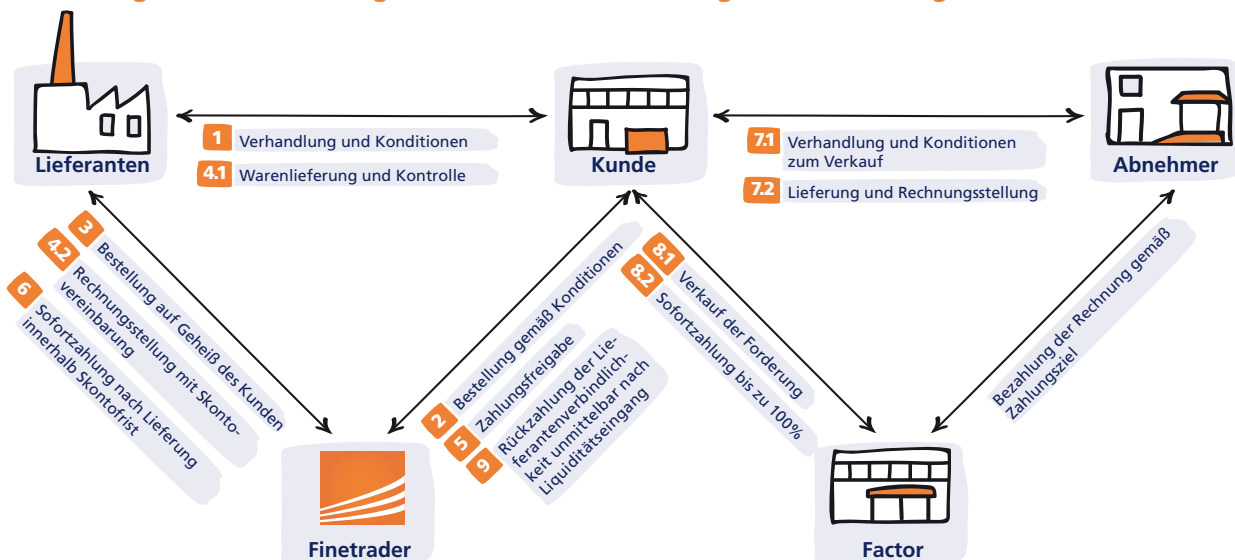 Lieferanten
1 Verhandlung und Konditionen
4.1 Warenlieferung und Kontrolle
Kunde
7.1 Verhandlung und Konditionen
zum Verkauf
7.2 Lieferung und Rechnungsstellung
Abnehmer
3 Bestellung auf Geheiß des Kunden
4.2 Rechnungsstellung mit Skonto-
vereinbarung
6 Sofortzahlung nach Lieferung
innerhalb Skontofrist
2 Bestellung gemäß Konditionen
5 Zahlungsfreigabe
9 Rückzahlung der Lie-
ferantenverbindlich-
keit unmittelbar nach
Liquiditätseingang
8.1 Verkauf der Forderung
8.2 Sofortzahlung bis zu 100%
Bezahlung der Rechnung gemäß
Zahlungsziel
Finetrader
Factor